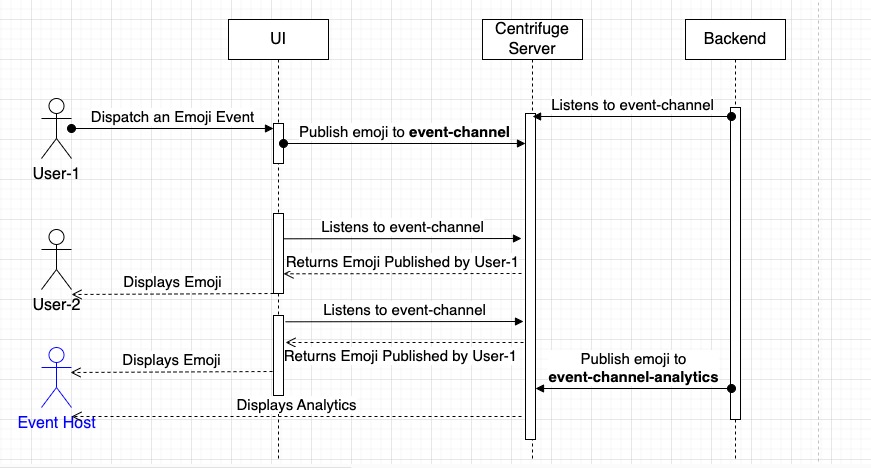 UI
Centrifuge
Server
Backend
Listens to event-channel
Dispatch an Emoji Event
Publish emoji to event-channel
User-1
Listens to event-channel
Returns Emoji Published by User-1
Displays Emoji
User-2
Listens to event-channel
Returns Emoji Published by User-1
Displays Emoji
Publish emoji to
event-channel-analytics
Displays Analytics
Event Host